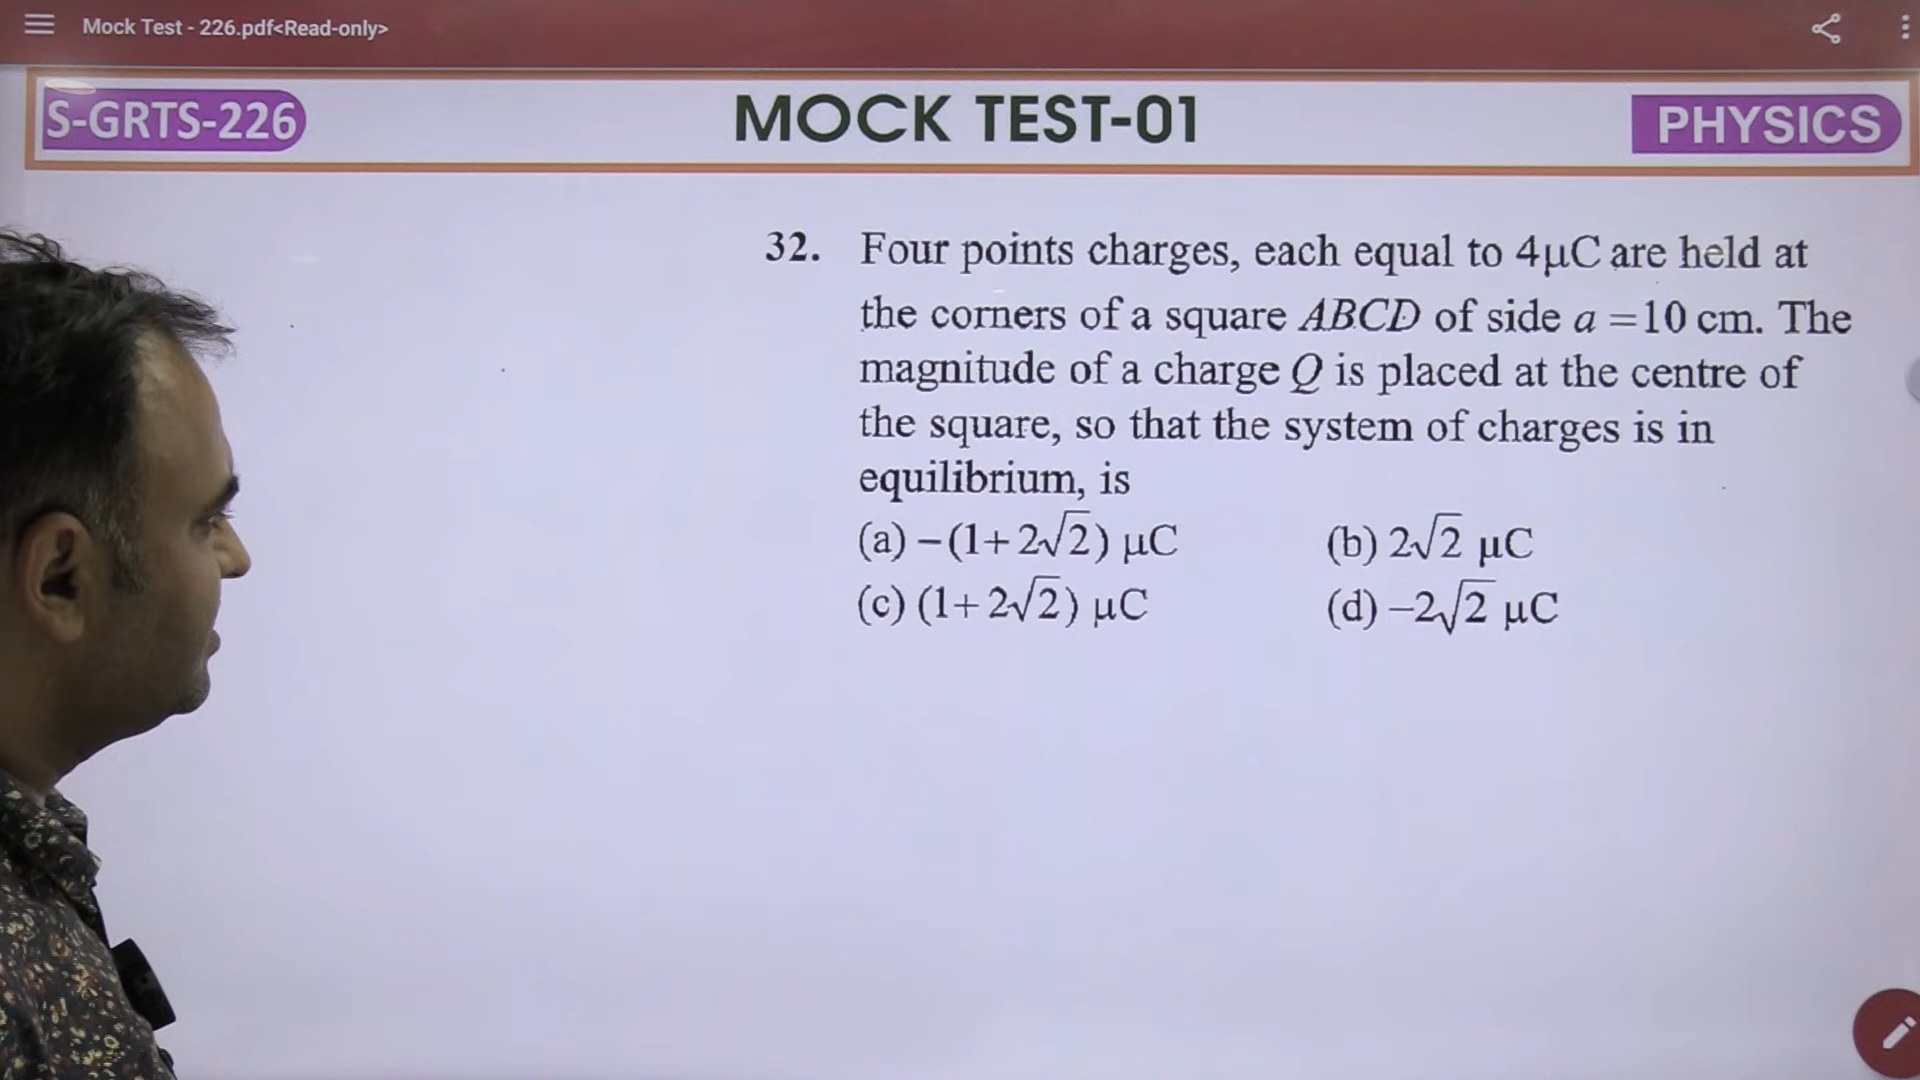 Mock Test - 226.pdf<Read-only>
S-GRTS-226
MOCK TEST-01
PHYSICS
32. Four points charges, each equal to 4μC are held at
the corners of a square ABCD of side a =10 cm. The
magnitude of a charge Q is placed at the centre of
the square, so that the system of charges is in
equilibrium, is
(a) –(1+2√2) μC (b) 2√2 μC
(c) (1+2√2) μC (d) –2√2 μC